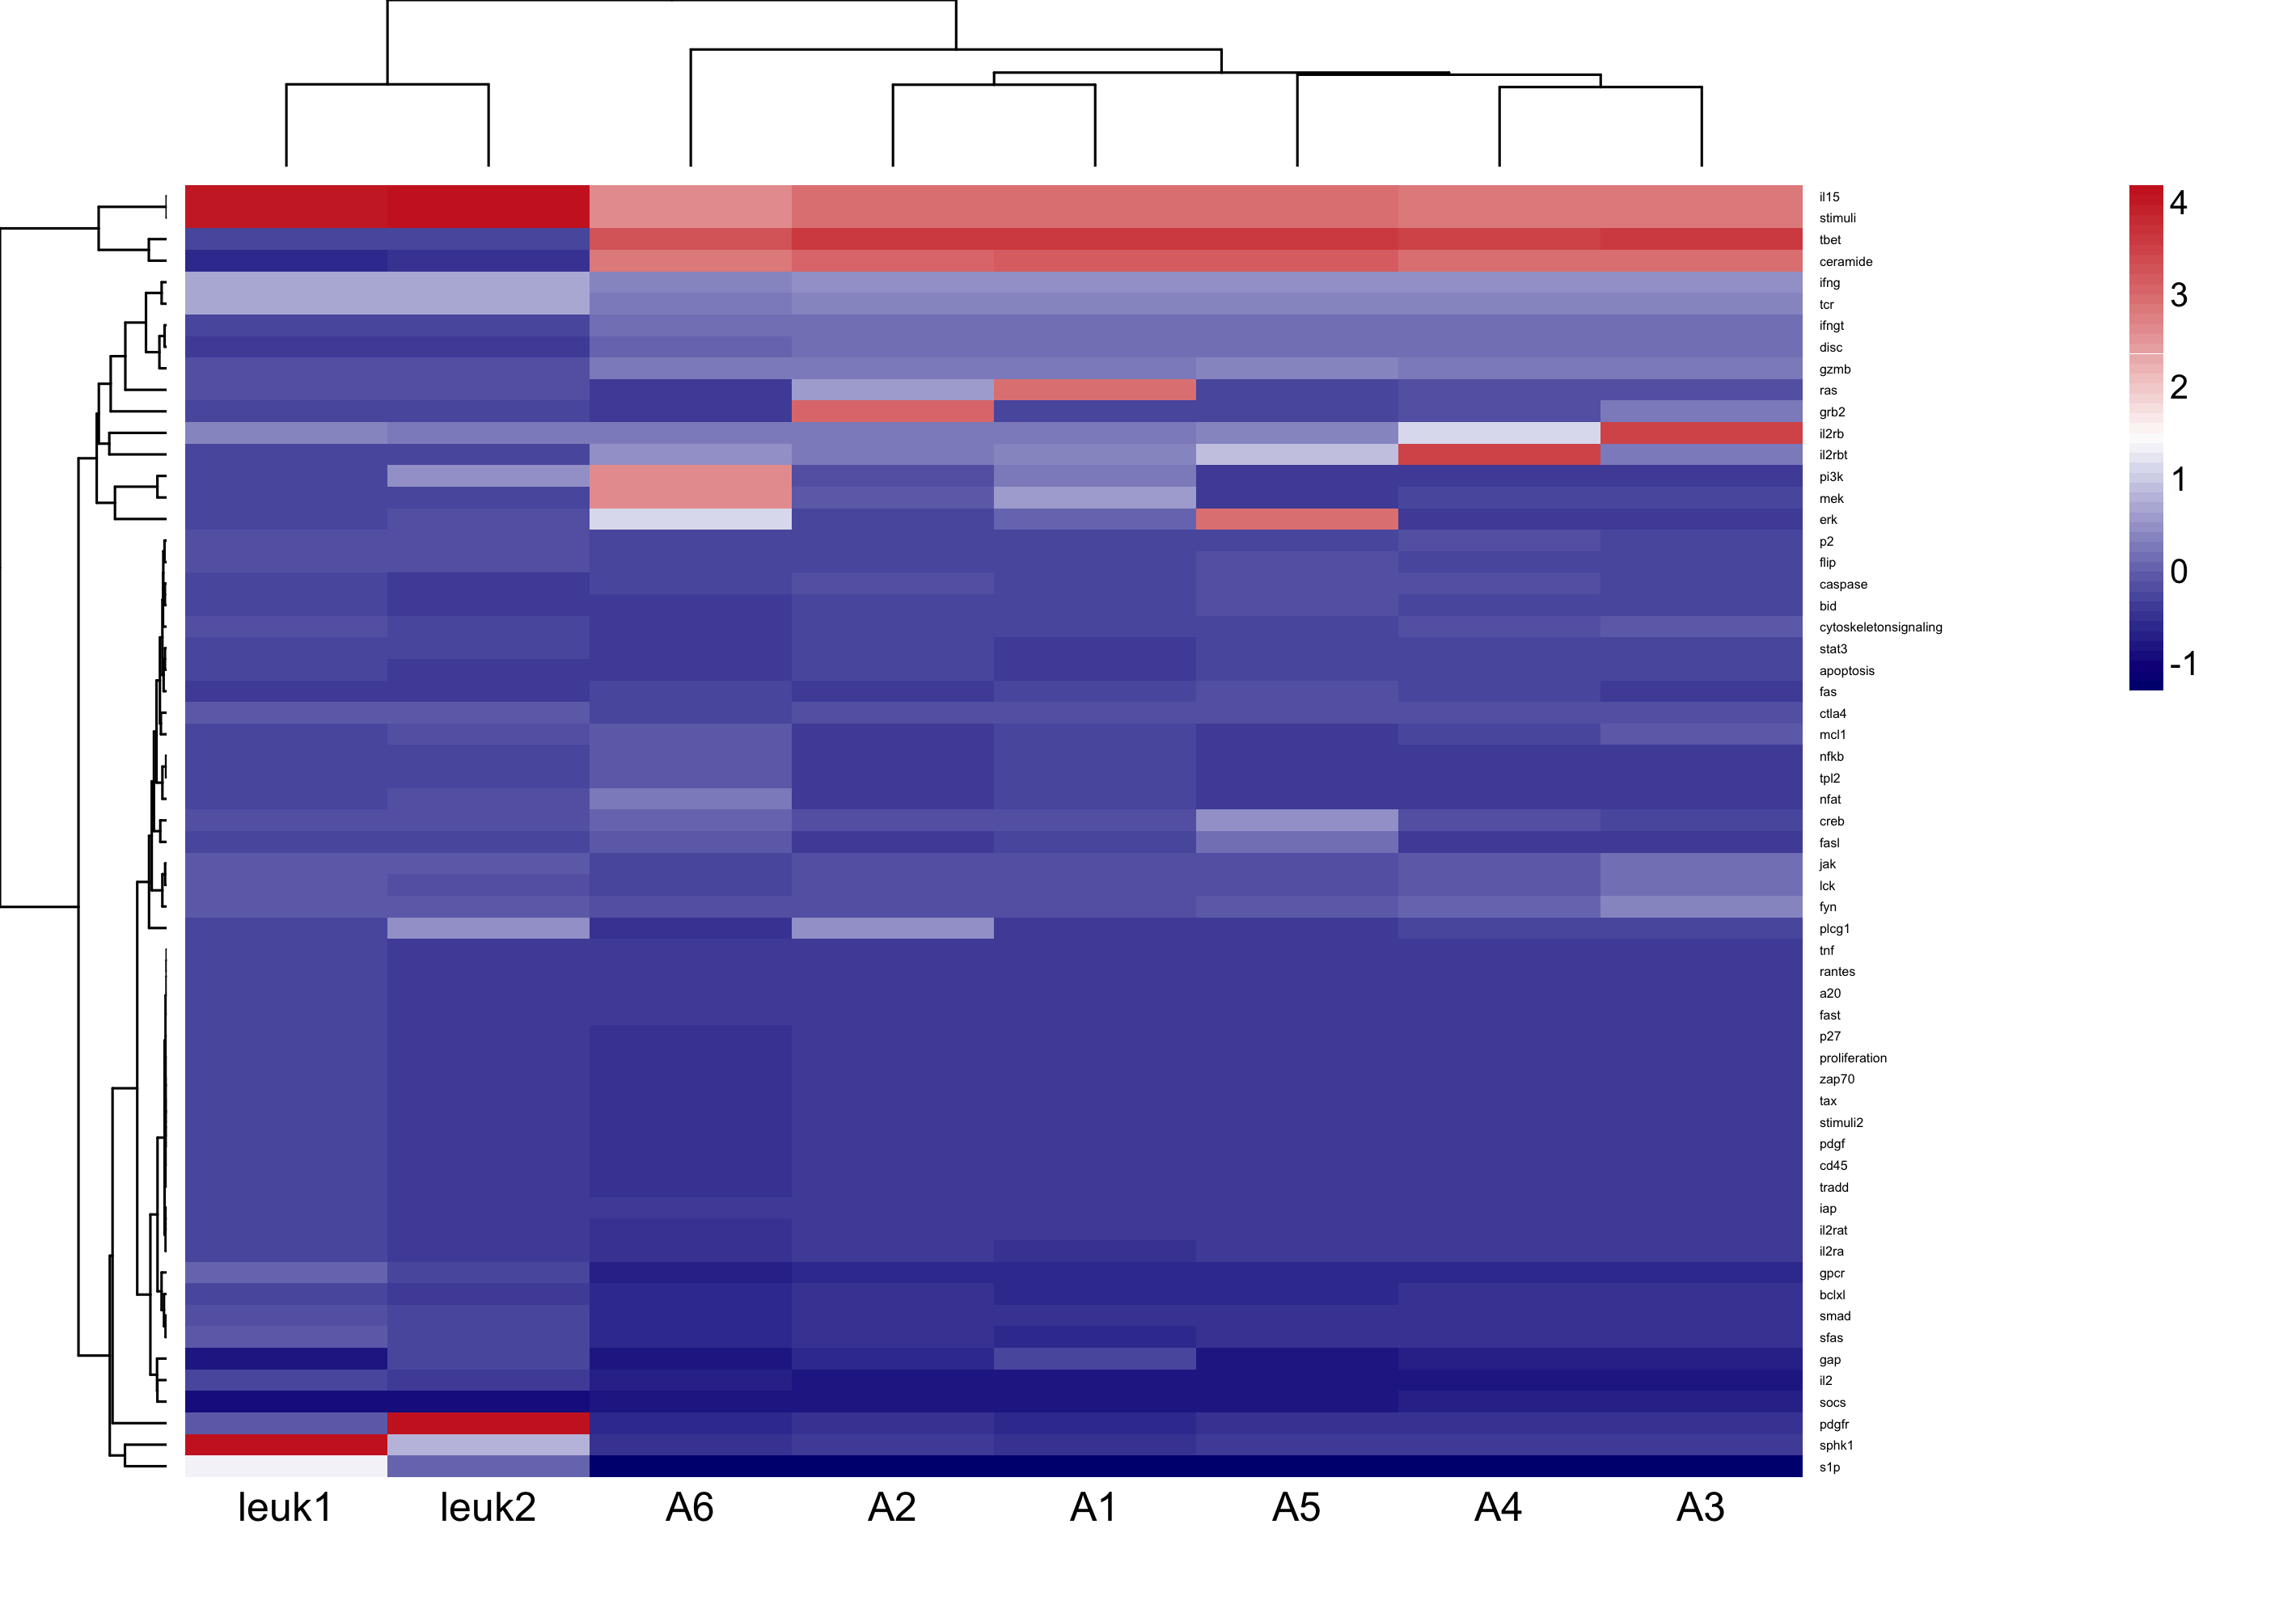 il15
stimuli
tbet
ceramide
ifng
tcr
ifngt
disc
gzmb
ras
grb2
il2rb
il2rbt
pi3k
mek
erk
p2
flip
caspase
bid
cytoskeletonsignaling
stat3
apoptosis
fas
ctla4
mcl1
nfkb
tpl2
nfat
creb
fasl
jak
lck
fyn
plcg1
tnf
rantes
a20
fast
p27
proliferation
zap70
tax
stimuli2
pdgf
cd45
tradd
iap
il2rat
il2ra
gpcr
bclxl
smad
sfas
gap
il2
socs
pdgfr
sphk1
s1p
4
3
2
1
0
-1
leuk1 leuk2 A6 A2 A1 A5 A4 A3